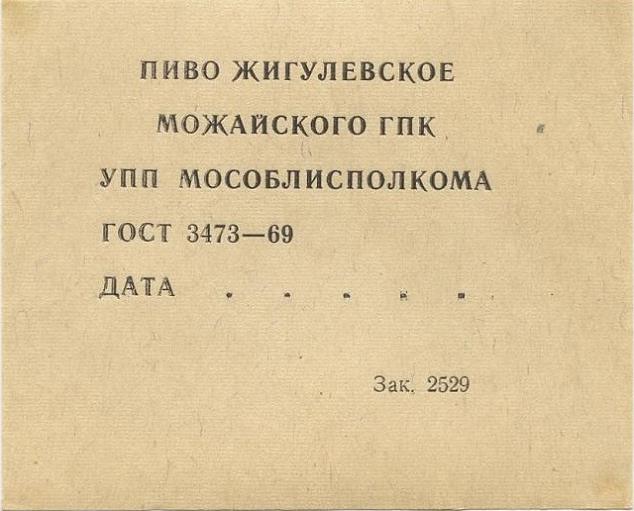 ПИВО ЖИГУЛЕВСКОЕ
МОЖАЙСКОГО ГПК
УПП МОСОБЛИСПОЛКОМА
ГОСТ 3473—69
ДАТА . . . . .
Зак. 2529